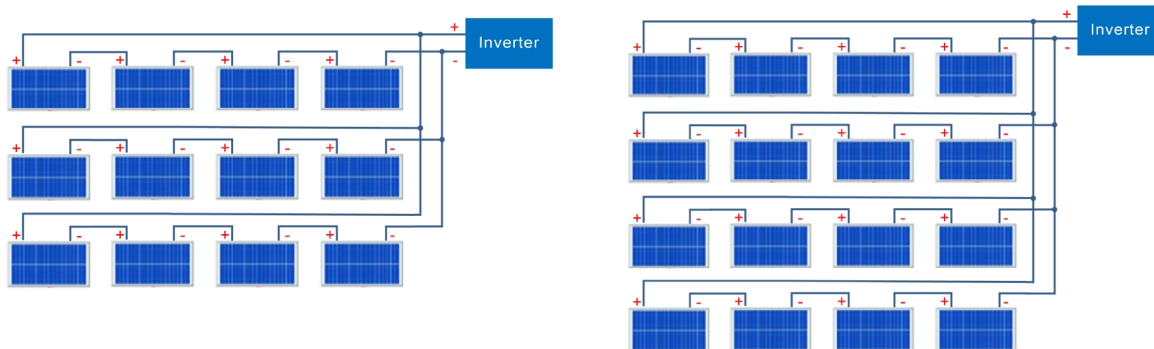 +
Inverter
-
+ - + - + - + -
+ - + - + - + -
+ - + - + - + -
+
Inverter
-
+ - + - + - + -
+ - + - + - + -
+ - + - + - + -
+ - + - + - + -